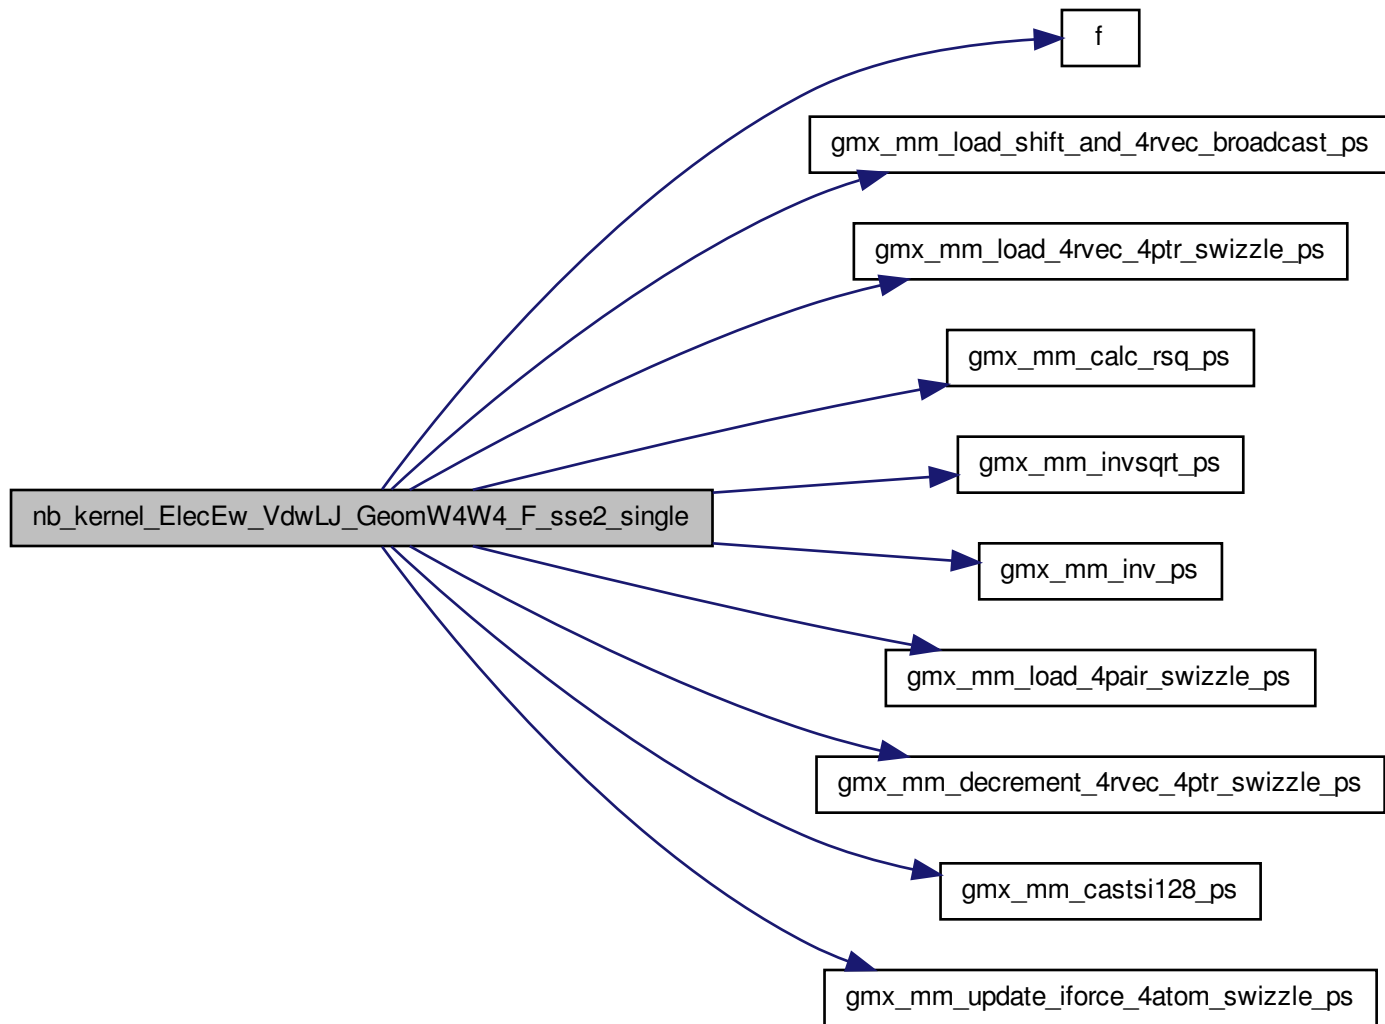 f
gmx_mm_load_shift_and_4rvec_broadcast_ps
gmx_mm_load_4rvec_4ptr_swizzle_ps
gmx_mm_calc_rsq_ps
gmx_mm_invsqrt_ps
nb_kernel_ElecEw_VdwLJ_GeomW4W4_F_sse2_single
gmx_mm_inv_ps
gmx_mm_load_4pair_swizzle_ps
gmx_mm_decrement_4rvec_4ptr_swizzle_ps
gmx_mm_castsi128_ps
gmx_mm_update_iforce_4atom_swizzle_ps